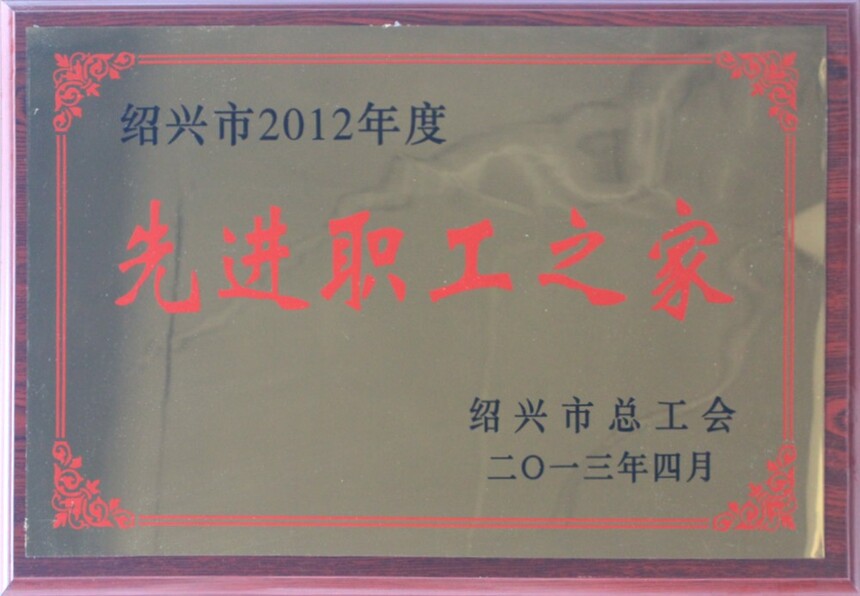 绍兴市2012年度
先进职工之家
绍兴市总工会
二〇一三年四月